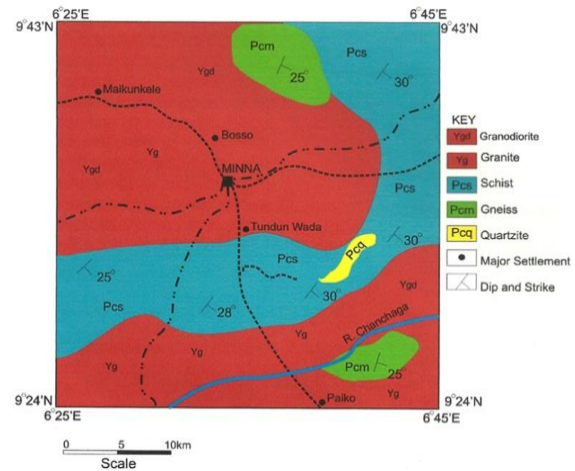 6°25'E 6°45'E
9°43'N 9°43'N
Pcm
Pcs
25°
30°
Ygd
Maikunkele
Bosso
Yg
Ygd
MINNA
Pcs
Tundun Wada
30°
Pcq
Pcs
25°
30°
Ygd
Pcs
28°
R. Chanchaga
Yg
Yg
Yg
Pcm
25°
Yg
Paiko
9°24'N 9°24'N
6°25'E 6°45'E
KEY
Ygd Granodiorite
Yg Granite
Pcs Schist
Pcm Gneiss
Pcq Quartzite
Major Settlement
Dip and Strike
0 5 10km
Scale